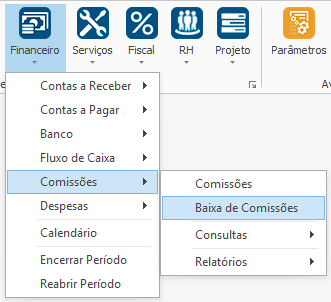 Financeiro
Serviços
Fiscal
RH
Projeto
Parâmetros
Contas a Receber
Contas a Pagar
Banco
Fluxo de Caixa
Comissões
Despesas
Calendário
Encerrar Período
Reabrir Período
Comissões
Baixa de Comissões
Consultas
Relatórios